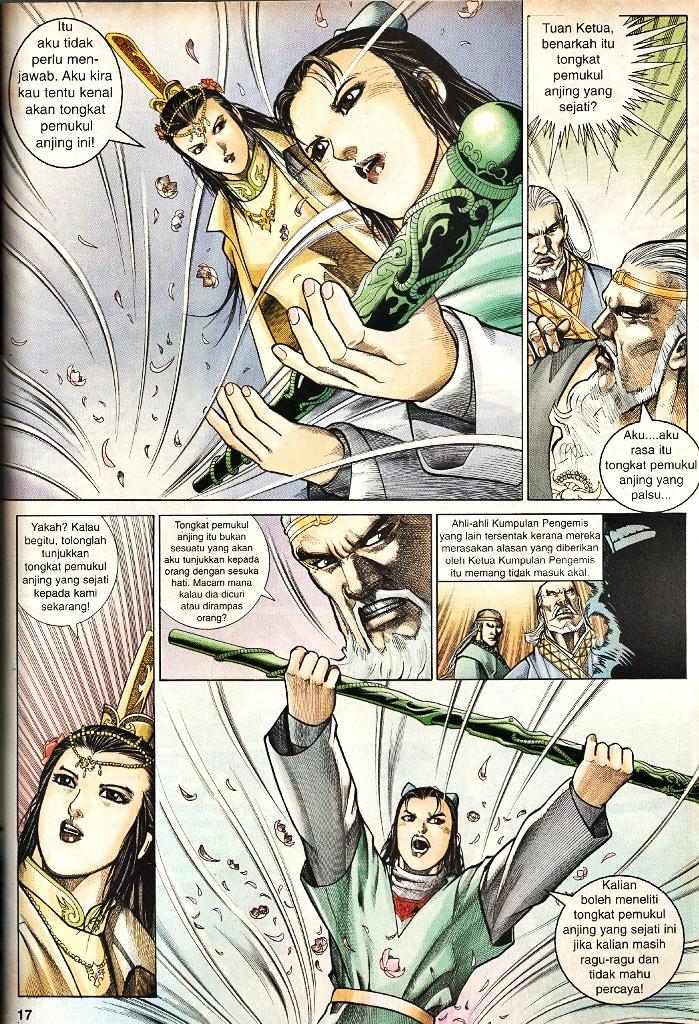 Itu
aku tidak
perlu men-
jawab. Aku kira
kau tentu kenal
akan tongkat
pemukul
anjing ini!
Tuan Ketua,
benarkah itu
tongkat
pemukul
anjing yang
sejati?
Aku....aku
rasa itu
tongkat pemukul
anjing yang
palsu...
Yakah? Kalau
begitu, tolonglah
tunjukkan
tongkat pemukul
anjing yang sejati
kepada kami
sekarang!
Tongkat pemukul
anjing itu bukan
sesuatu yang akan
aku tunjukkan kepada
orang dengan sesuka
hati. Macam mana
kalau dia dicuri
atau dirampas
orang?
Ahli-ahli Kumpulan Pengemis
yang lain tersentak kerana mereka
merasakan alasan yang diberikan
oleh Ketua Kumpulan Pengemis
itu memang tidak masuk akal.
Kalian
boleh meneliti
tongkat pemukul
anjing yang sejati ini
jika kalian masih
ragu-ragu dan
tidak mahu
percaya!
17